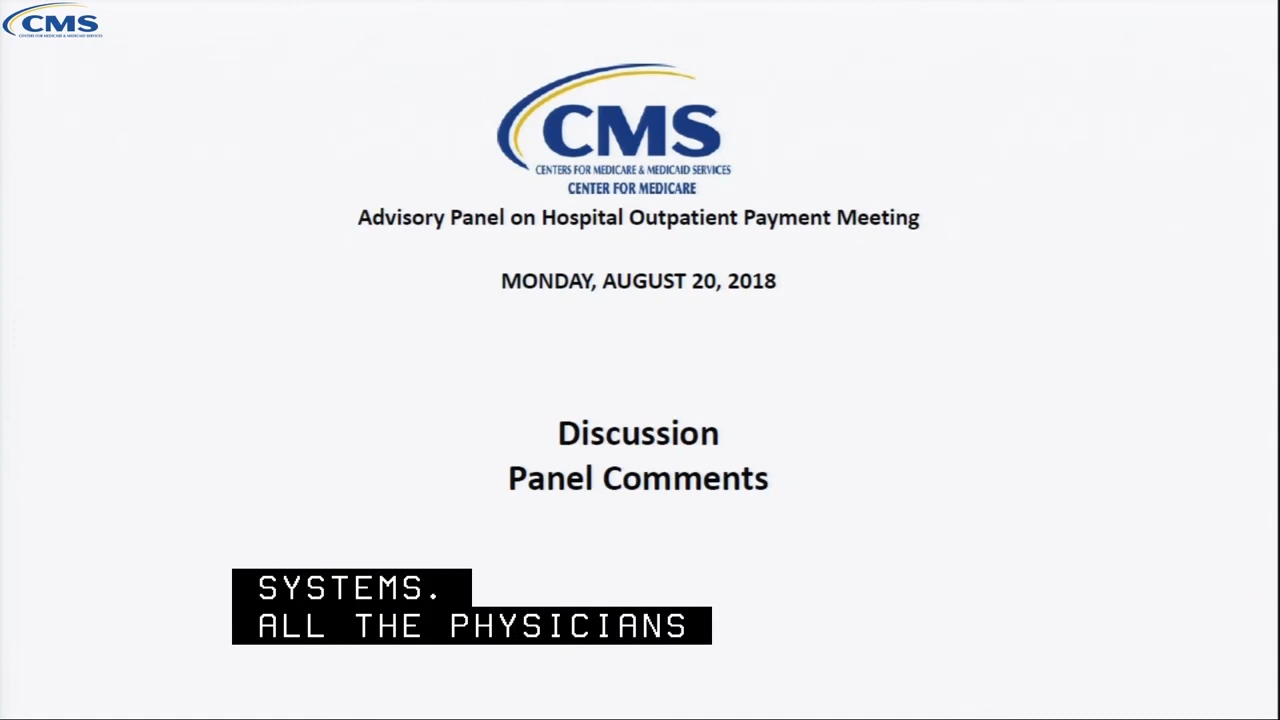 CMS
CENTERS FOR MEDICARE & MEDICAID SERVICES
CMS
CENTERS FOR MEDICARE & MEDICAID SERVICES
CENTER FOR MEDICARE
Advisory Panel on Hospital Outpatient Payment Meeting
MONDAY, AUGUST 20, 2018
Discussion
Panel Comments
SYSTEMS.
ALL THE PHYSICIANS